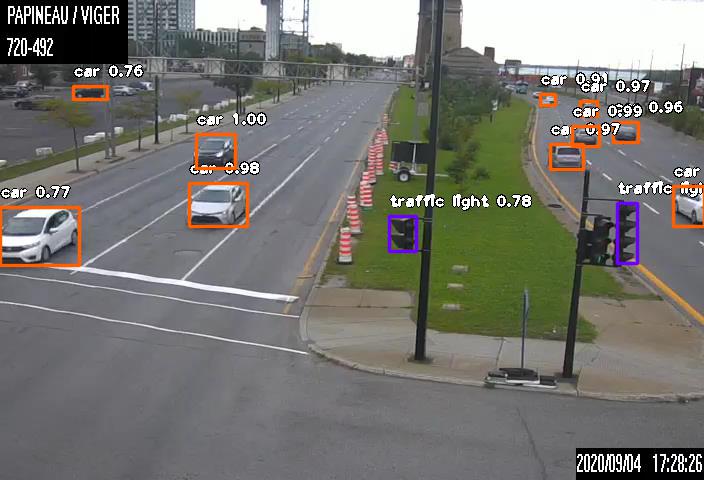 PAPINEAU / VIGER
720-492
car 0.76
car 0.91
car 0.97
car 1.00
0.99
0.96
car 0.97
car 0.98
car 0.77
car
traffic light 0.78
traffic
2020/09/04 17:28:26